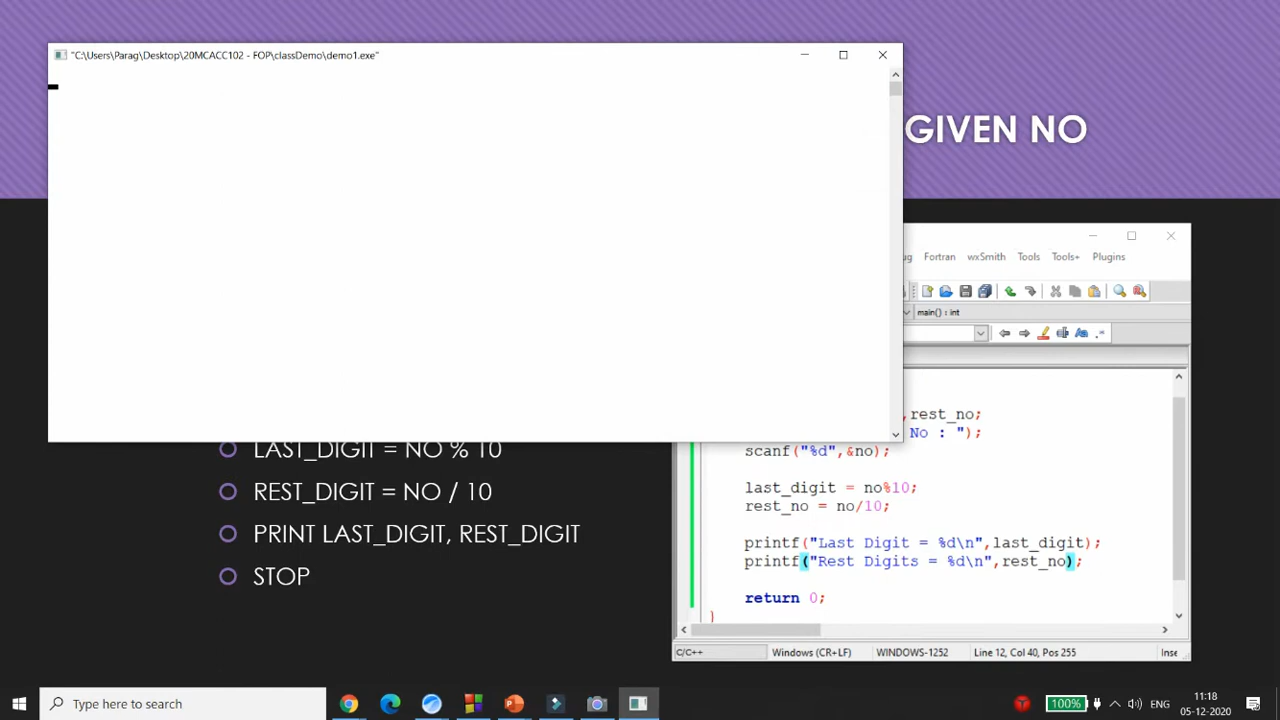 "C:\Users\Parag\Desktop\20MCACC102 - FOP\classDemo\demo1.exe"
GIVEN NO
ug Fortran wxSmith Tools Tools+ Plugins
main() : int
,rest_no;
No : ");
scanf("%d",&no);
last_digit = no%10;
rest_no = no/10;
printf("Last Digit = %d\n",last_digit);
printf("Rest Digits = %d\n",rest_no);
return 0;
}
LAST_DIGIT = NO % 10
REST_DIGIT = NO / 10
PRINT LAST_DIGIT, REST_DIGIT
STOP
C/C++ Windows (CR+LF) WINDOWS-1252 Line 12, Col 40, Pos 255 Inse
Type here to search
100% ENG 11:18
05-12-2020